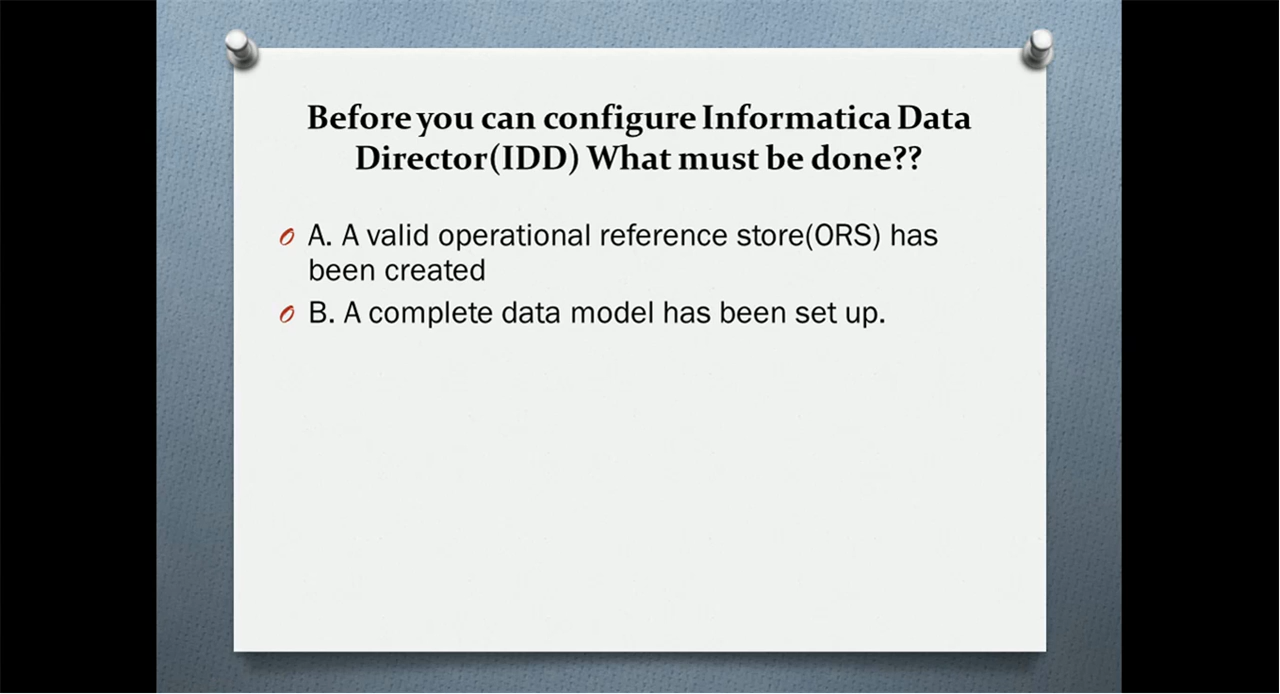 Before you can configure Informatica Data
Director(IDD) What must be done??
A. A valid operational reference store(ORS) has
been created
B. A complete data model has been set up.